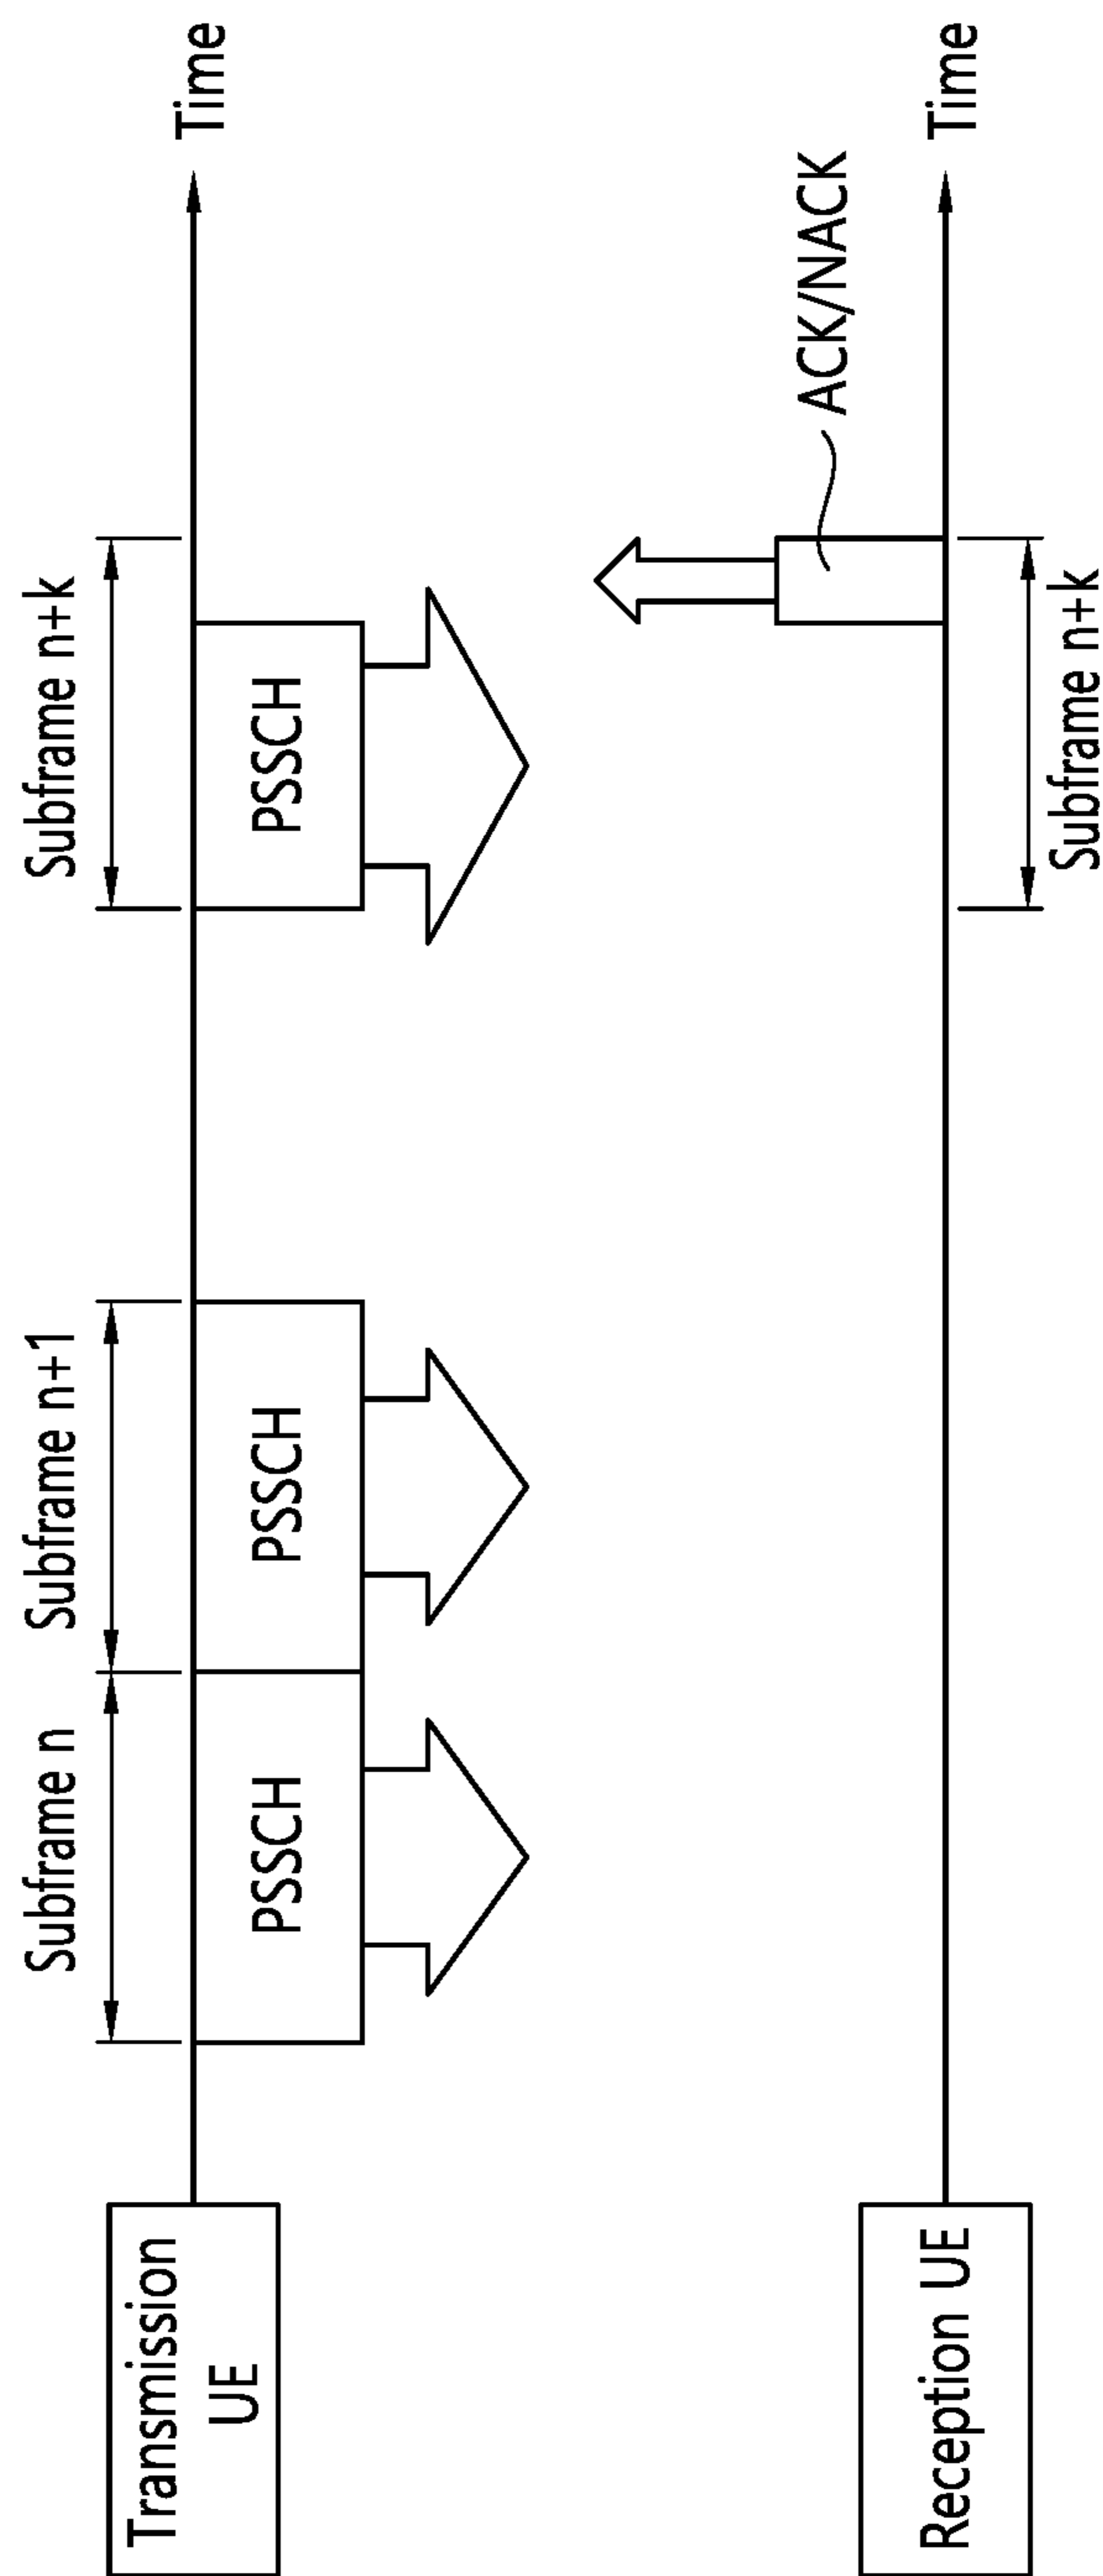 Subframe n
Subframe n+1
Subframe n+k
Transmission
UE
PSSCH
PSSCH
PSSCH
Time
ACK/NACK
Reception UE
Time
Subframe n+k